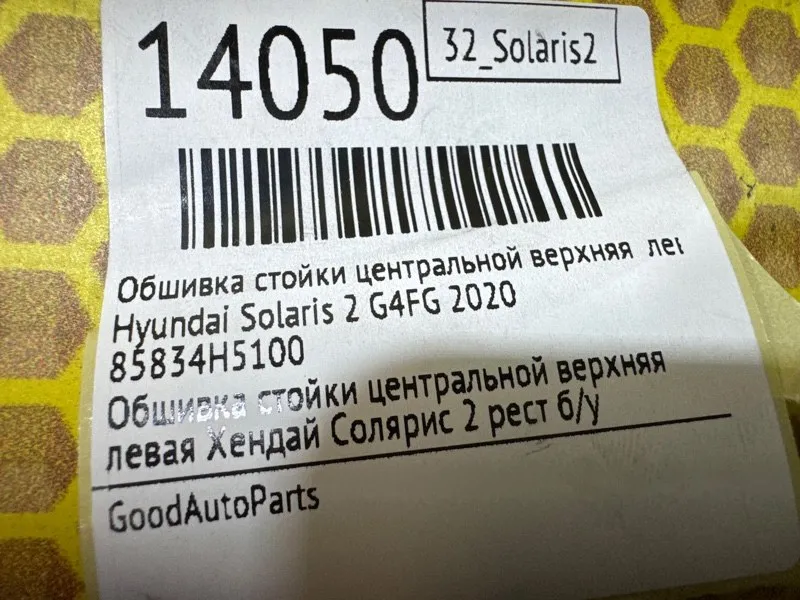 14050
32_Solaris2
Обшивка стойки центральной верхняя лев
Hyundai Solaris 2 G4FG 2020
85834H5100
Обшивка стойки центральной верхняя
левая Хендай Солярис 2 рест б/у
GoodAutoParts